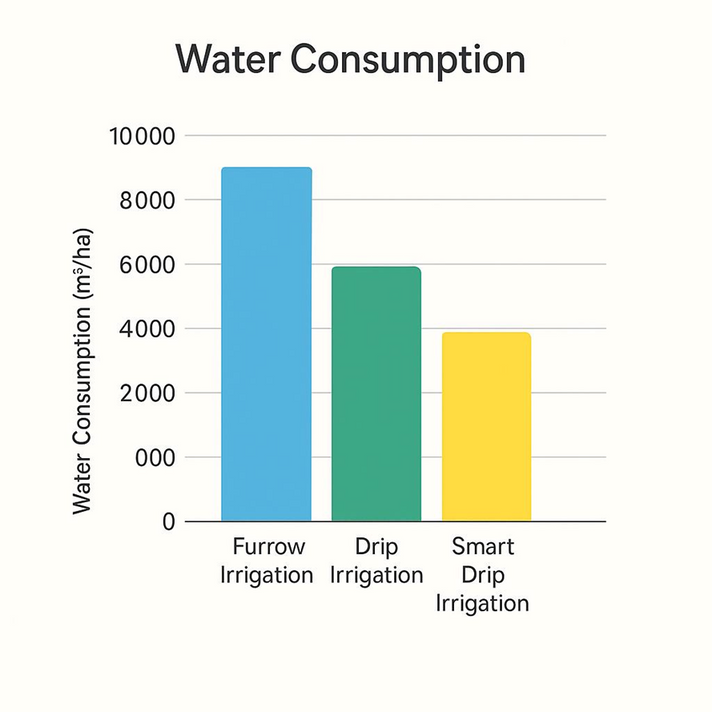 Water Consumption
10000
8000
6000
4000
2000
000
0
Water Consumption (m³/ha)
Furrow
Irrigation
Drip
Irrigation
Smart
Drip
Irrigation